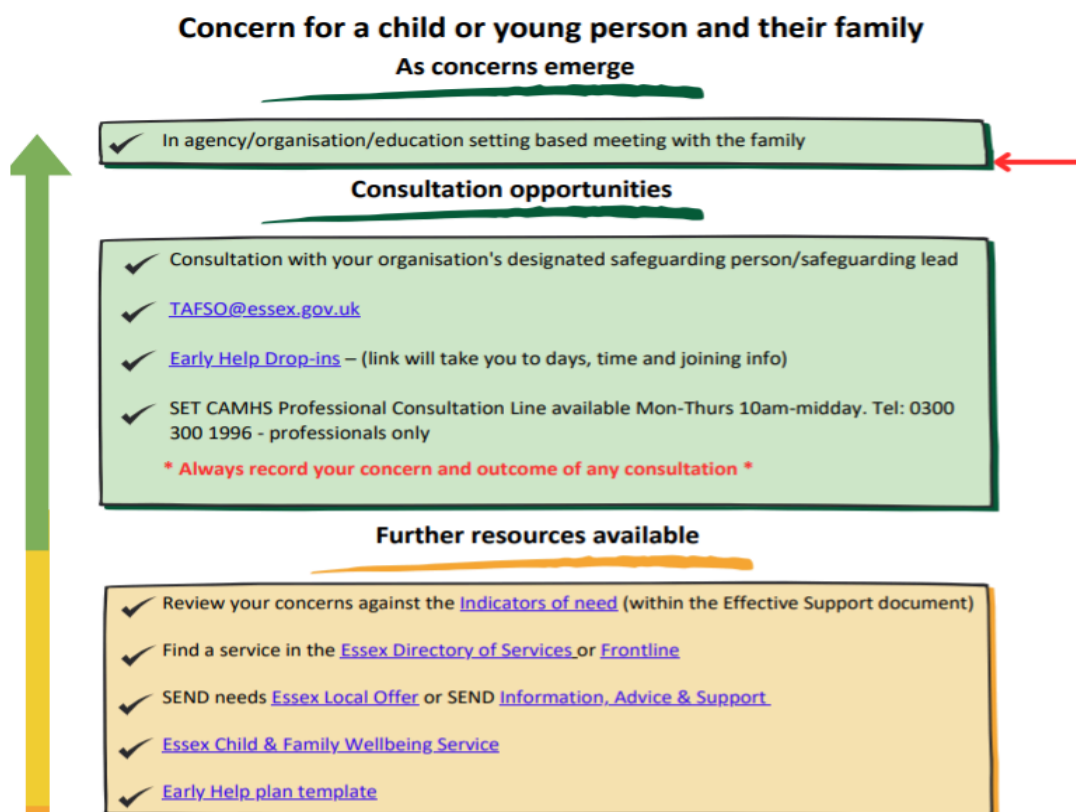 Concern for a child or young person and their family
As concerns emerge
In agency/organisation/education setting based meeting with the family
Consultation opportunities
Consultation with your organisation's designated safeguarding person/safeguarding lead
TAFSO@essex.gov.uk
Early Help Drop-ins – (link will take you to days, time and joining info)
SET CAMHS Professional Consultation Line available Mon-Thurs 10am-midday. Tel: 0300
300 1996 - professionals only
* Always record your concern and outcome of any consultation *
Further resources available
Review your concerns against the Indicators of need (within the Effective Support document)
Find a service in the Essex Directory of Services or Frontline
SEND needs Essex Local Offer or SEND Information, Advice & Support
Essex Child & Family Wellbeing Service
Early Help plan template